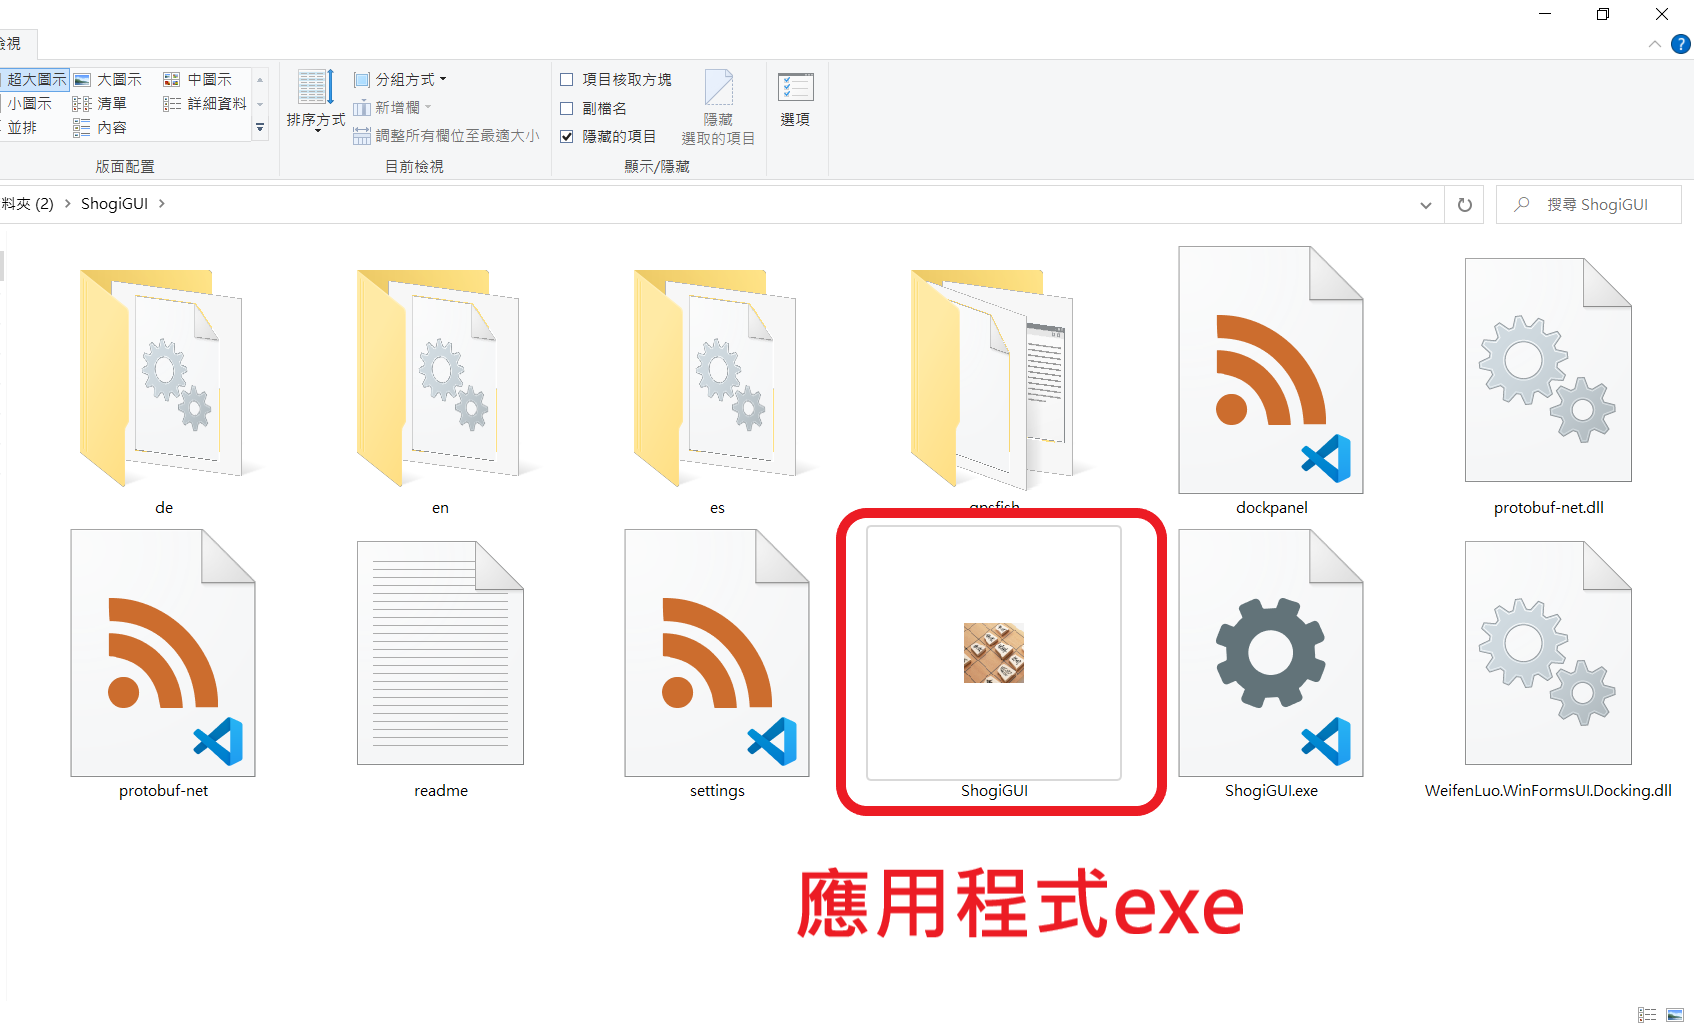 檢視
超大圖示 大圖示 中圖示
小圖示 清單 詳細資料
並排 內容
版面配置
排序方式
分組方式
新增欄
調整所有欄位至最適大小
目前檢視
項目核取方塊
副檔名
隱藏的項目
隱藏
選取的項目
顯示/隱藏
選項
料夾 (2) > ShogiGUI >
搜尋 ShogiGUI
de en es gpsfish dockpanel protobuf-net.dll
protobuf-net readme settings ShogiGUI ShogiGUI.exe WeifenLuo.WinFormsUI.Docking.dll
應用程式exe